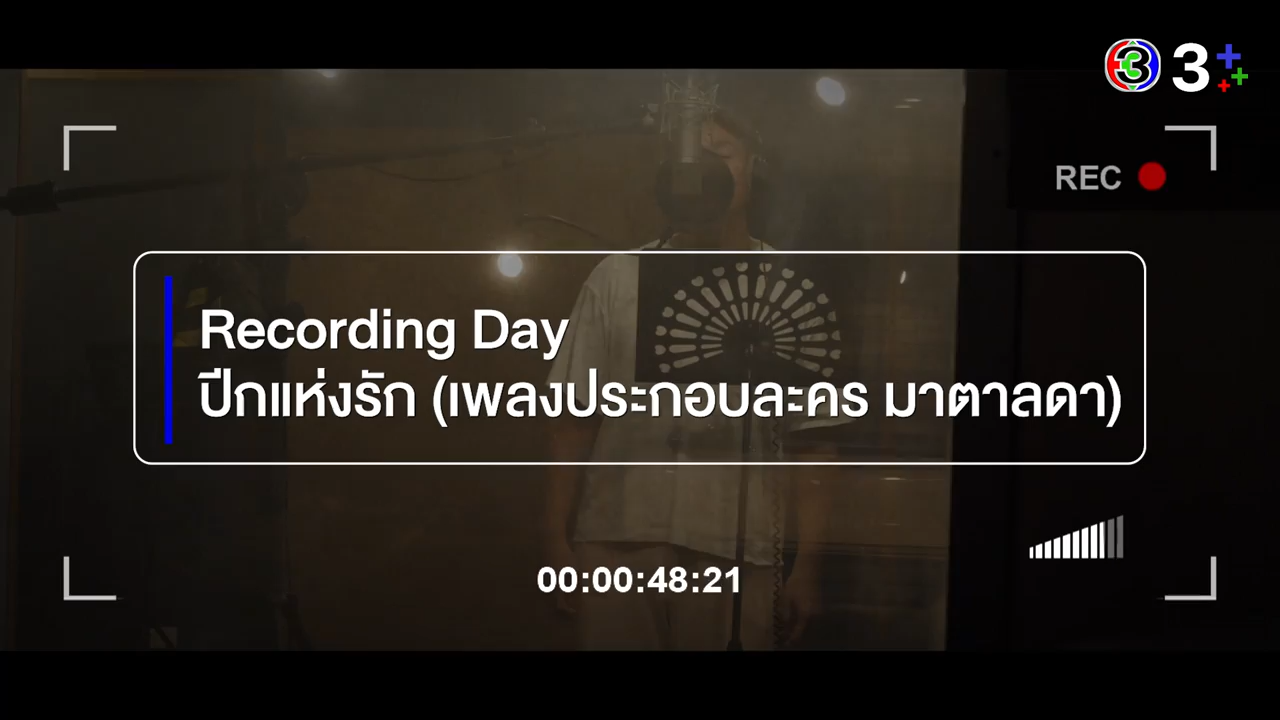 3 3+
REC
Recording Day
ปีกแห่งรัก (เพลงประกอบละคร มาตาลดา)
00:00:48:21